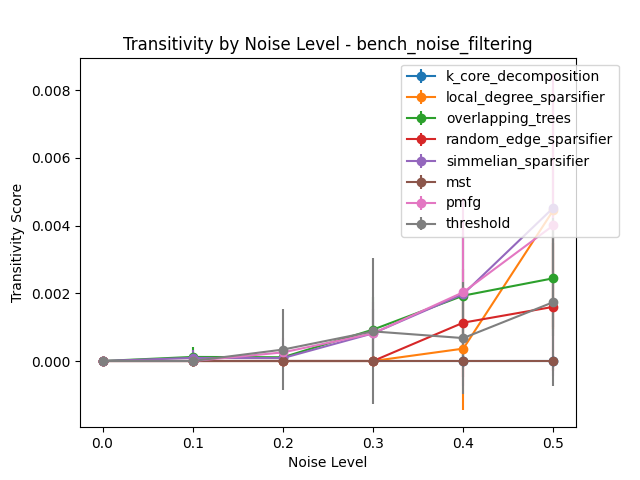 Transitivity by Noise Level - bench_noise_filtering
k_core_decomposition
local_degree_sparsifier
overlapping_trees
random_edge_sparsifier
simmelian_sparsifier
mst
pmfg
threshold
Transitivity Score
0.008
0.006
0.004
0.002
0.000
0.0 0.1 0.2 0.3 0.4 0.5
Noise Level